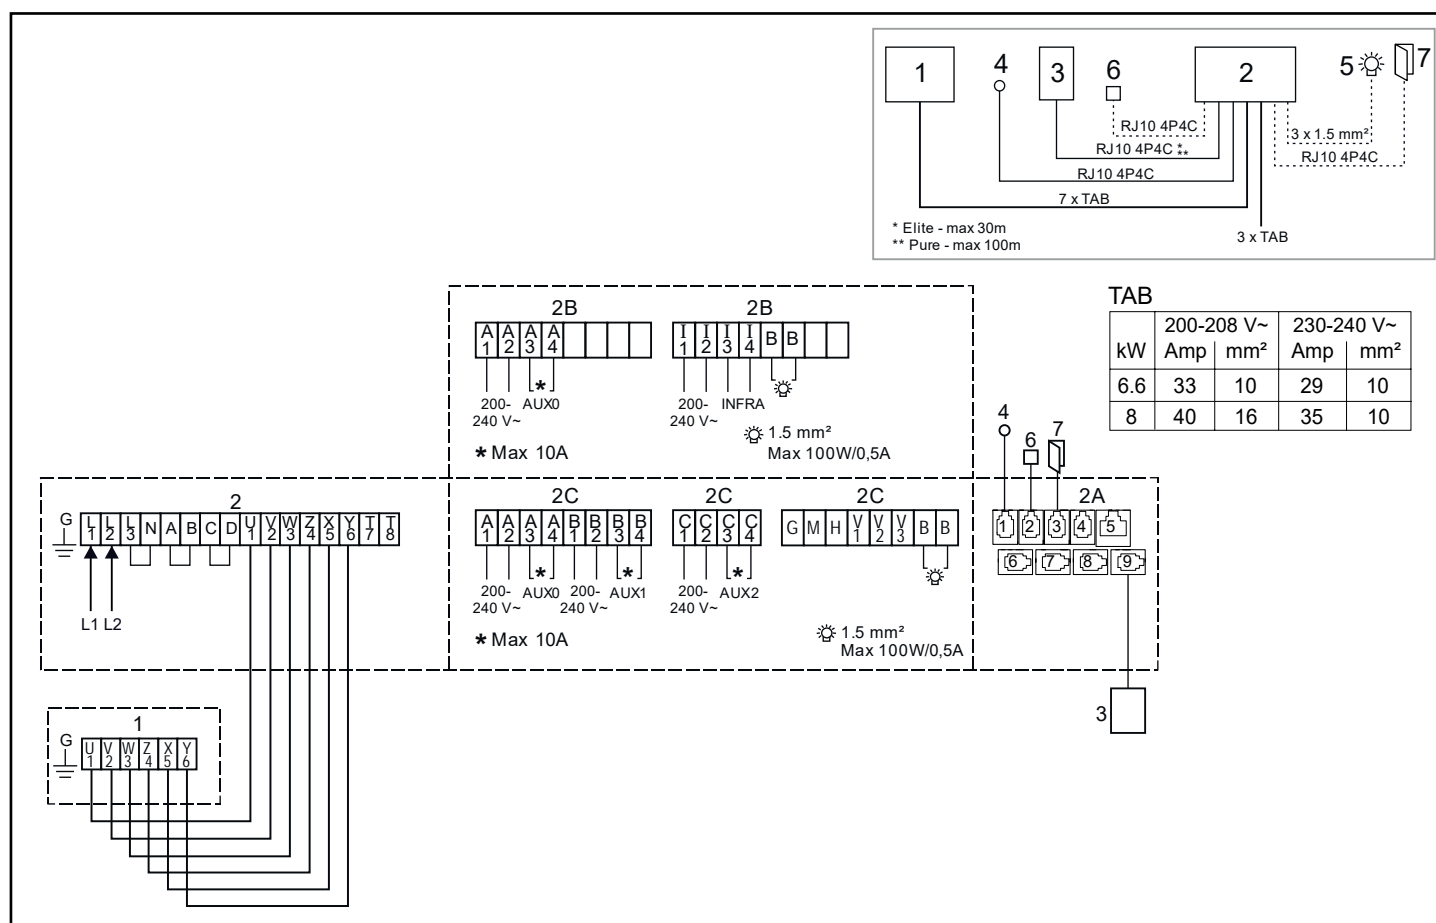 1
4
3
6
2
5
7
RJ10 4P4C
3 x 1.5 mm²
RJ10 4P4C * **
RJ10 4P4C
RJ10 4P4C
7 x TAB
* Elite - max 30m
** Pure - max 100m
3 x TAB
TAB
200-208 V~ 230-240 V~
kW Amp mm² Amp mm²
6.6 33 10 29 10
8 40 16 35 10
2B
A1 A2 A3 A4
*
200-240 V~ AUX0
* Max 10A
2B
I1 I2 I3 I4 B B
200-240 V~ INFRA
1.5 mm²
Max 100W/0,5A
4
6
7
2
G L1 L2 L3 N A B C D U1 V2 W3 Z4 X5 Y6 T7 T8
L1 L2
2C
A1 A2 A3 A4 B1 B2 B3 B4
* *
200-240 V~ AUX0 200-240 V~ AUX1
* Max 10A
2C
C1 C2 C3 C4
*
200-240 V~ AUX2
2C
G M H V1 V2 V3 B B
1.5 mm²
Max 100W/0,5A
2A
1 2 3 4 5
6 7 8 9
3
1
G U1 V2 W3 Z4 X5 Y6